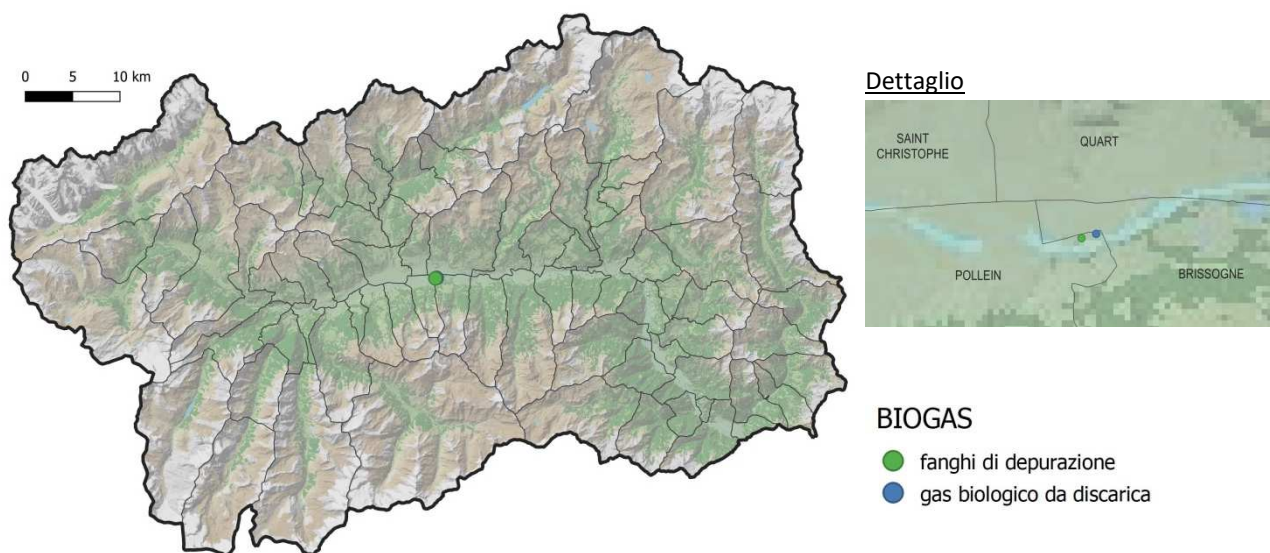 0 5 10 km
Dettaglio
SAINT
CHRISTOPHE
QUART
POLLEIN
BRISSOGNE
BIOGAS
fanghi di depurazione
gas biologico da discarica